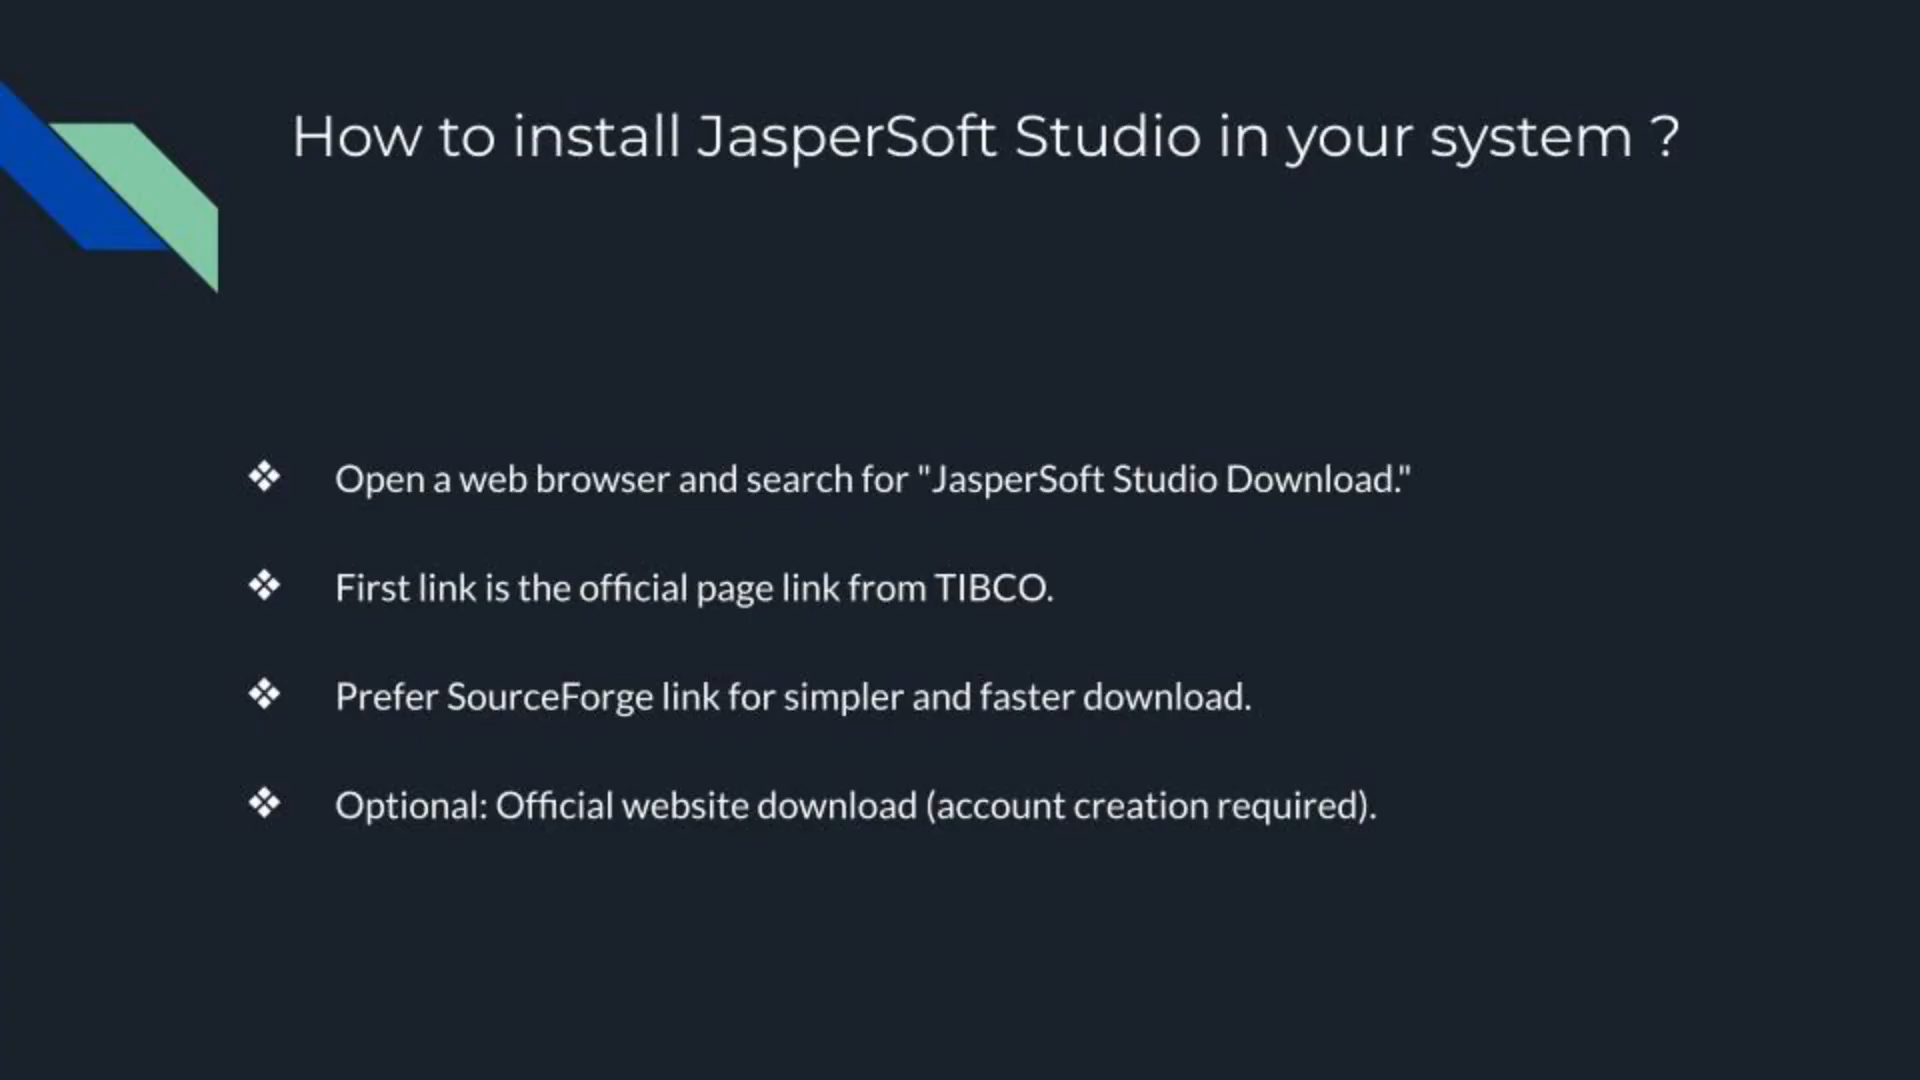 How to install JasperSoft Studio in your system ?
❖ Open a web browser and search for "JasperSoft Studio Download."
❖ First link is the official page link from TIBCO.
❖ Prefer SourceForge link for simpler and faster download.
❖ Optional: Official website download (account creation required).